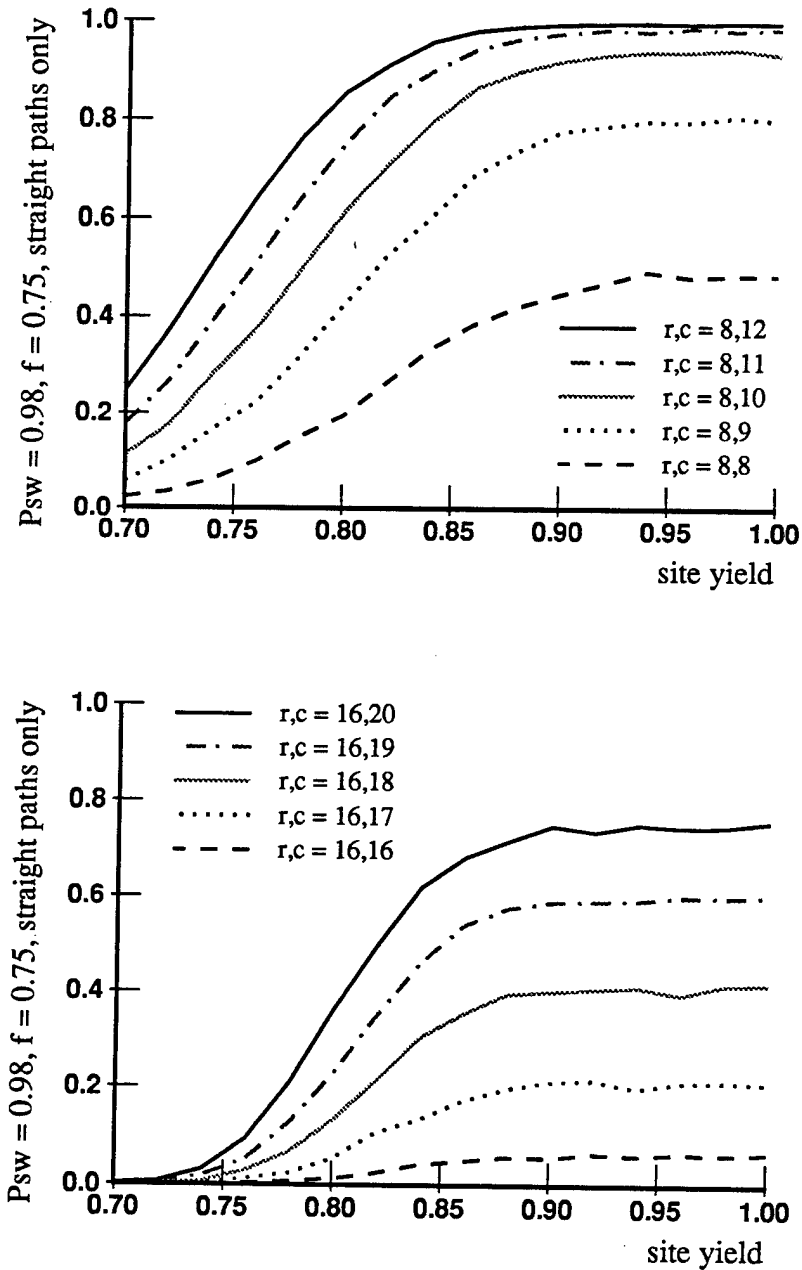 Psw = 0.98, f = 0.75, straight paths only
1.0
0.8
0.6
0.4
0.2
0.0
r,c = 8,12
r,c = 8,11
r,c = 8,10
r,c = 8,9
r,c = 8,8
0.70 0.75 0.80 0.85 0.90 0.95 1.00
site yield
Psw = 0.98, f = 0.75, straight paths only
1.0
0.8
0.6
0.4
0.2
0.0
r,c = 16,20
r,c = 16,19
r,c = 16,18
r,c = 16,17
r,c = 16,16
0.70 0.75 0.80 0.85 0.90 0.95 1.00
site yield